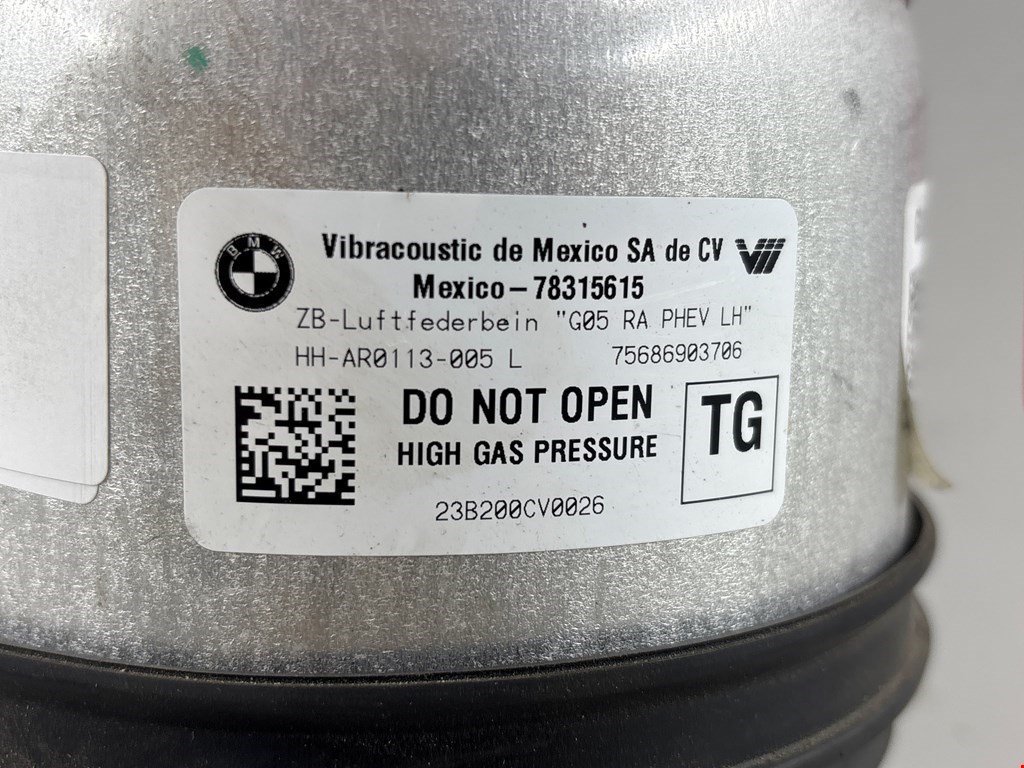 BMW
Vibracoustic de Mexico SA de CV
Mexico-78315615
ZB-Luftfederbein "G05 RA PHEV LH"
HH-AR0113-005 L 75686903706
DO NOT OPEN
HIGH GAS PRESSURE
TG
23B200CV0026